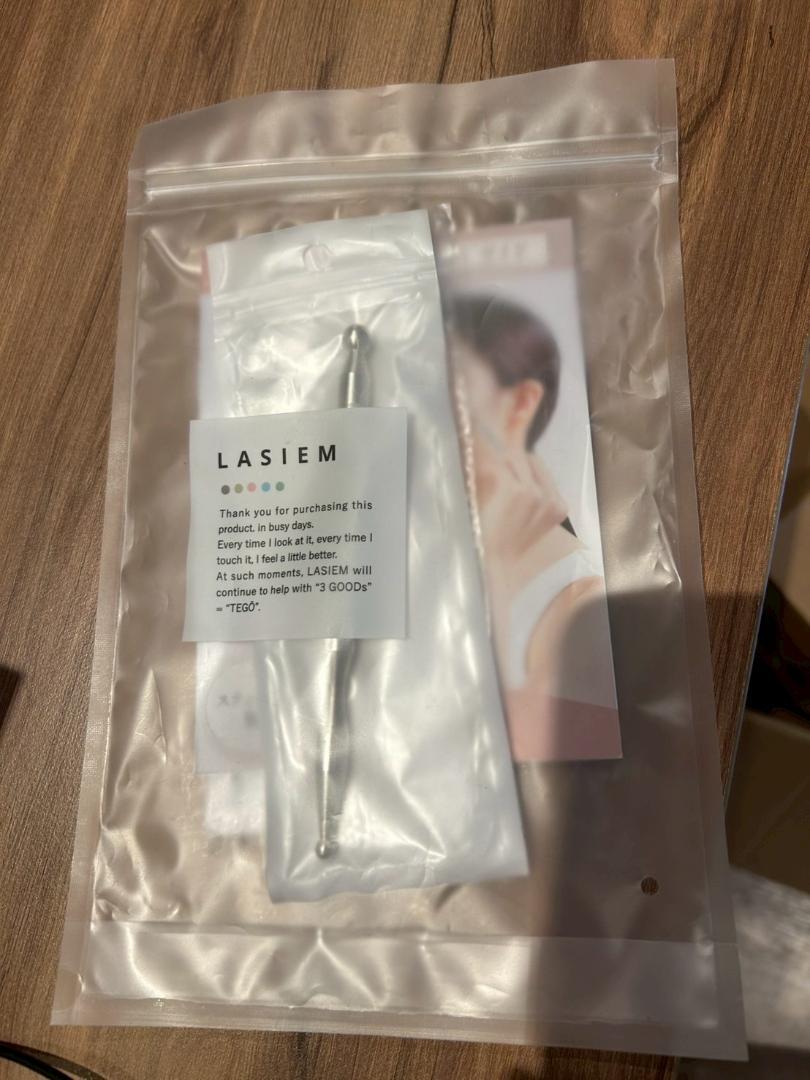 LASIEM
Thank you for purchasing this
product. in busy days.
Every time I look at it, every time I
touch it, I feel a little better.
At such moments, LASIEM will
continue to help with “3 GOODs”
= “TEGŌ”.